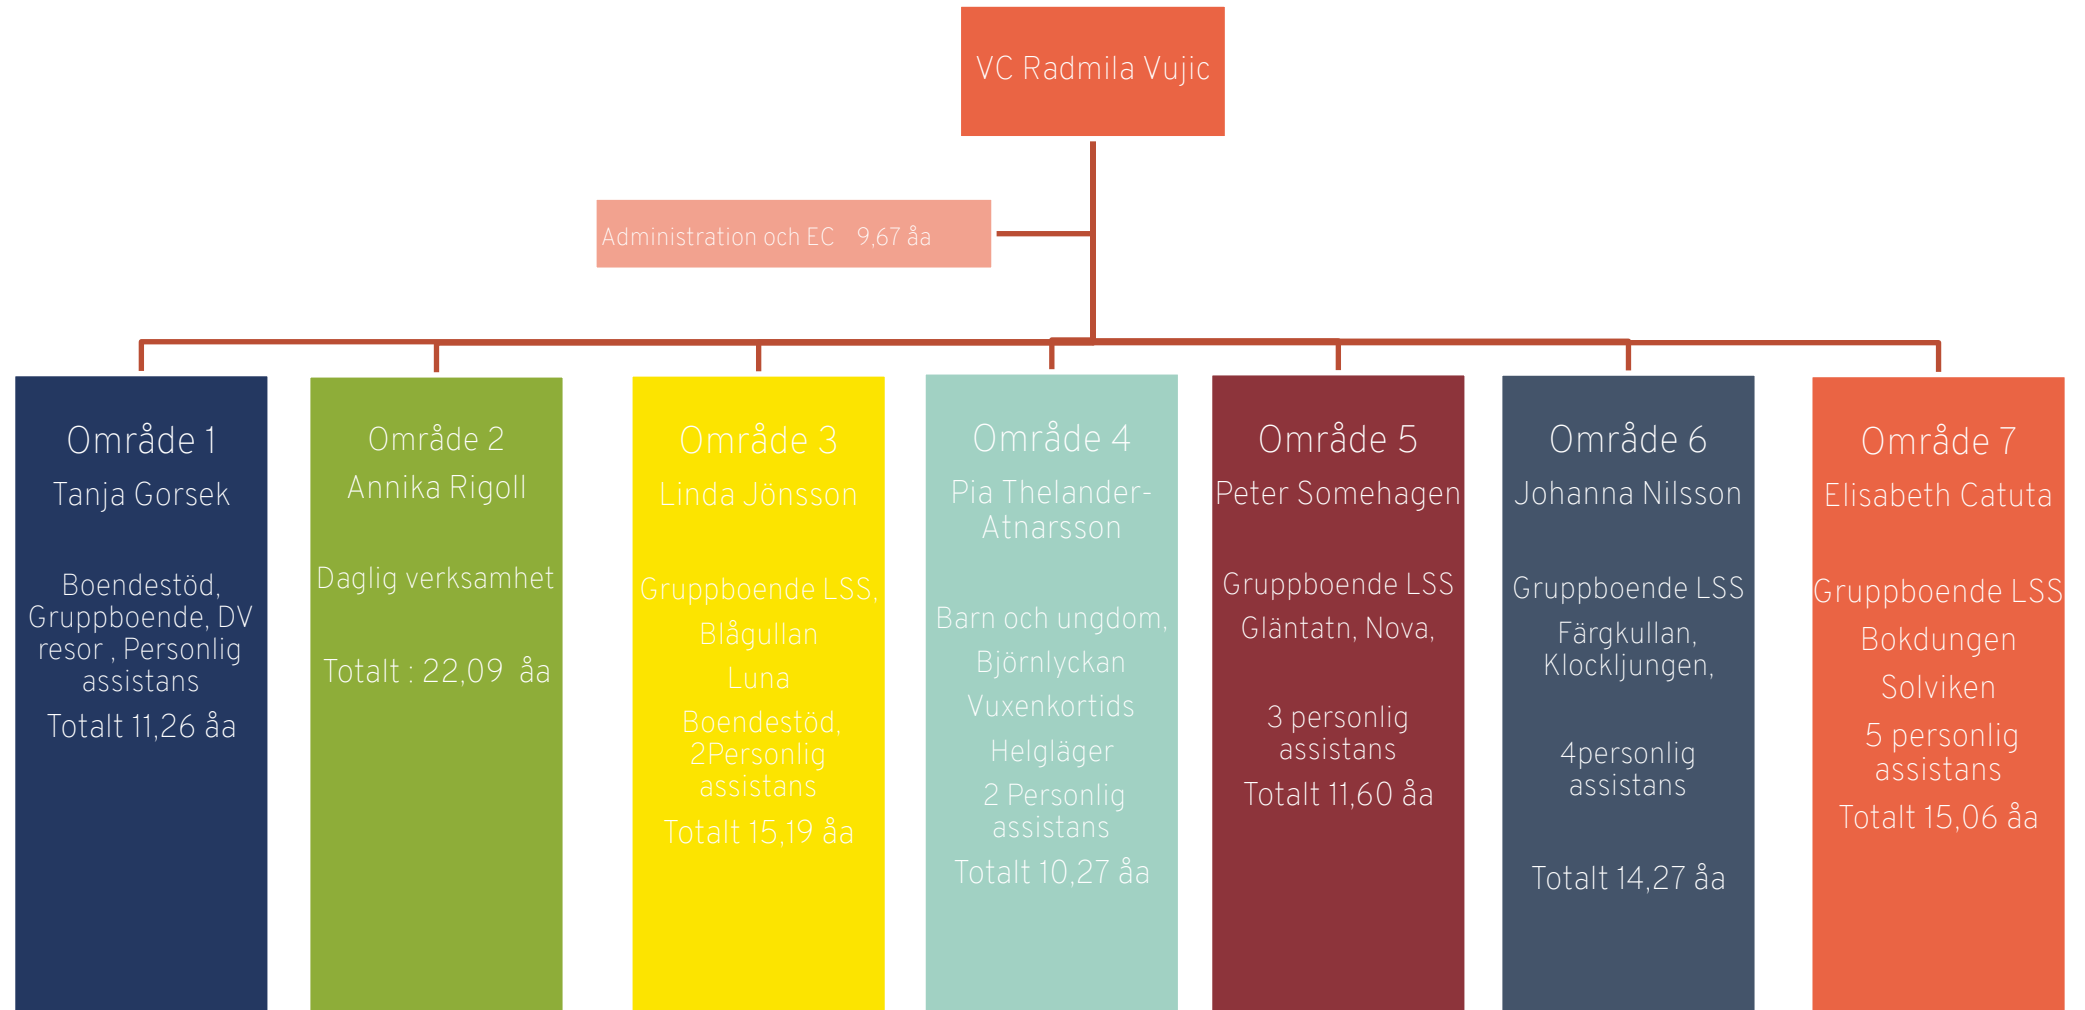 VC Radmila Vujic
Administration och EC 9,67 åa
Område 1
Tanja Gorsek
Boendestöd,
Gruppboende, DV
resor , Personlig
assistans
Totalt 11,26 åa
Område 2
Annika Rigoll
Daglig verksamhet
Totalt : 22,09 åa
Område 3
Linda Jönsson
Gruppboende LSS,
Blågullan
Luna
Boendestöd,
2Personlig
assistans
Totalt 15,19 åa
Område 4
Pia Thelander-
Atnarsson
Barn och ungdom,
Björnlyckan
Vuxenkortids
Helgläger
2 Personlig
assistans
Totalt 10,27 åa
Område 5
Peter Somehagen
Gruppboende LSS
Gläntatn, Nova,
3 personlig
assistans
Totalt 11,60 åa
Område 6
Johanna Nilsson
Gruppboende LSS
Färgkullan,
Klockljungen,
4personlig
assistans
Totalt 14,27 åa
Område 7
Elisabeth Catuta
Gruppboende LSS
Bokdungen
Solviken
5 personlig
assistans
Totalt 15,06 åa